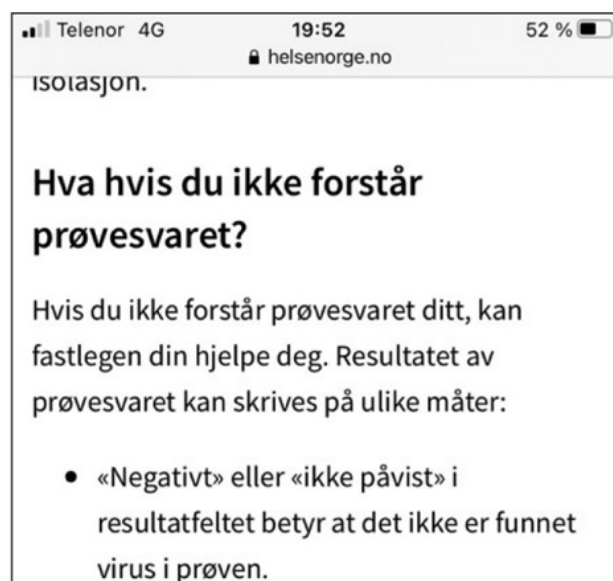 Telenor 4G 19:52 52 %
helsenorge.no
isolasjon.
Hva hvis du ikke forstår
prøvesvaret?
Hvis du ikke forstår prøvesvaret ditt, kan
fastlegen din hjelpe deg. Resultatet av
prøvesvaret kan skrives på ulike måter:
• «Negativt» eller «ikke påvist» i
resultatfeltet betyr at det ikke er funnet
virus i prøven.